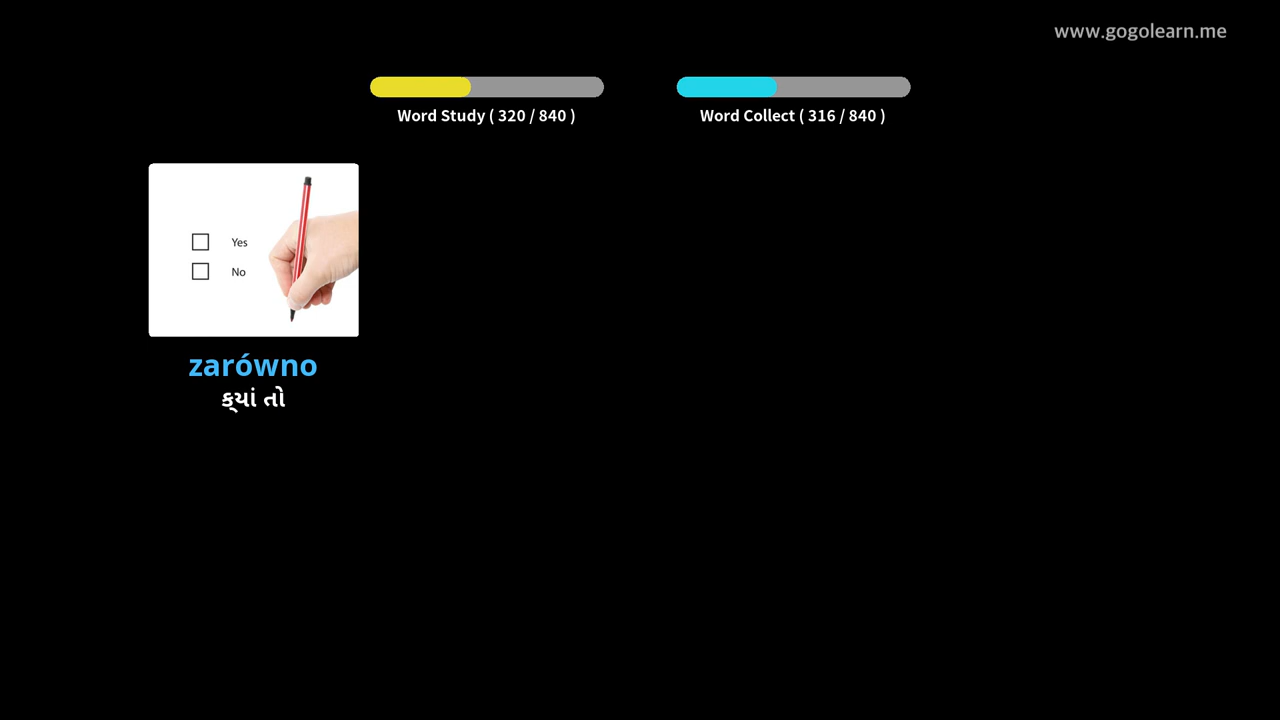 www.gogolearn.me
Word Study ( 320 / 840 )
Word Collect ( 316 / 840 )
Yes
No
zarówno
ક્યાં તો